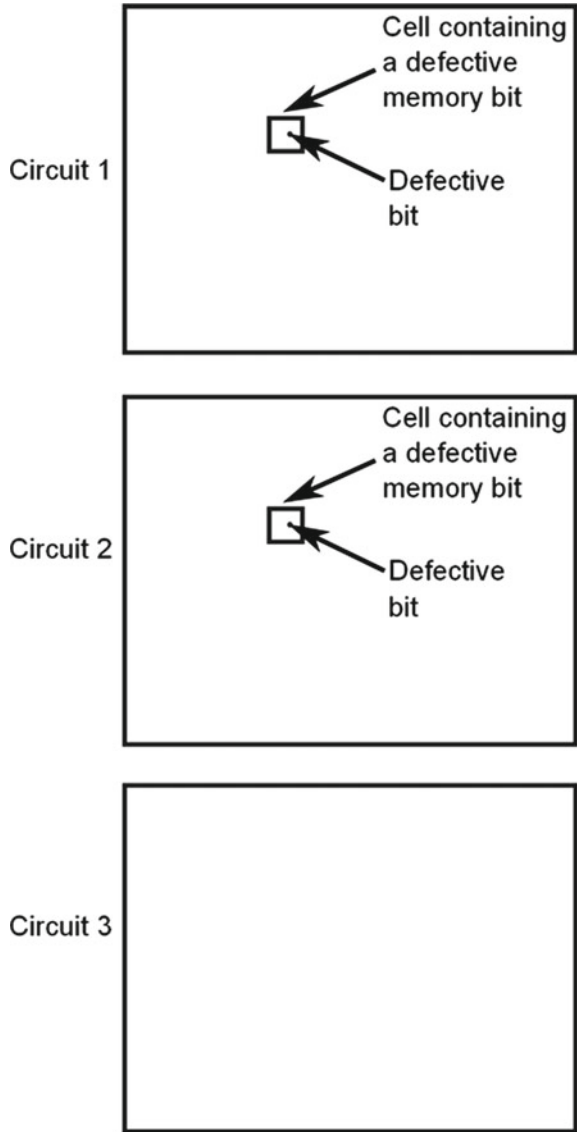 Cell containing
a defective
memory bit
Circuit 1
Defective
bit
Cell containing
a defective
memory bit
Circuit 2
Defective
bit
Circuit 3